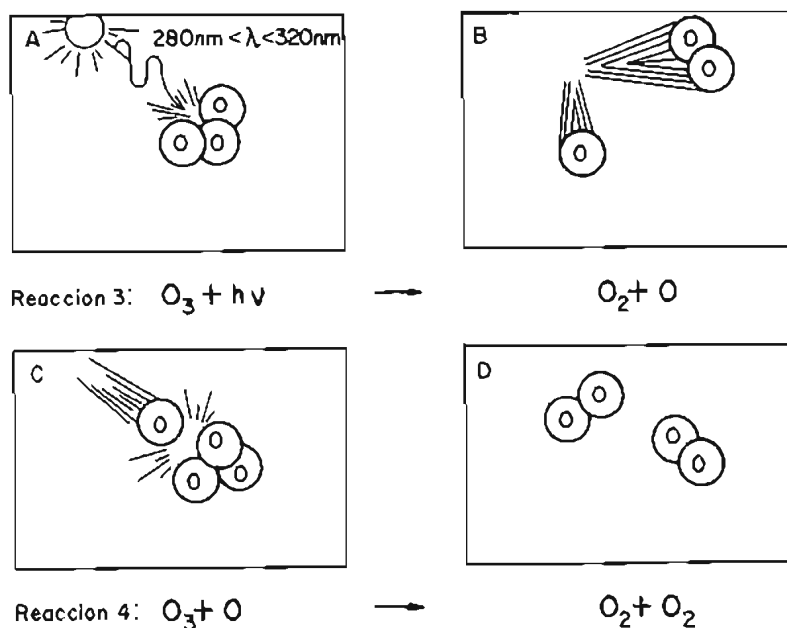 A 280nm < λ < 320nm
O
O O
B
O
O
O
Reaccion 3: O₃ + hν → O₂ + O
C
O
O
O O
D
O
O
O
O
Reaccion 4: O₃ + O → O₂ + O₂